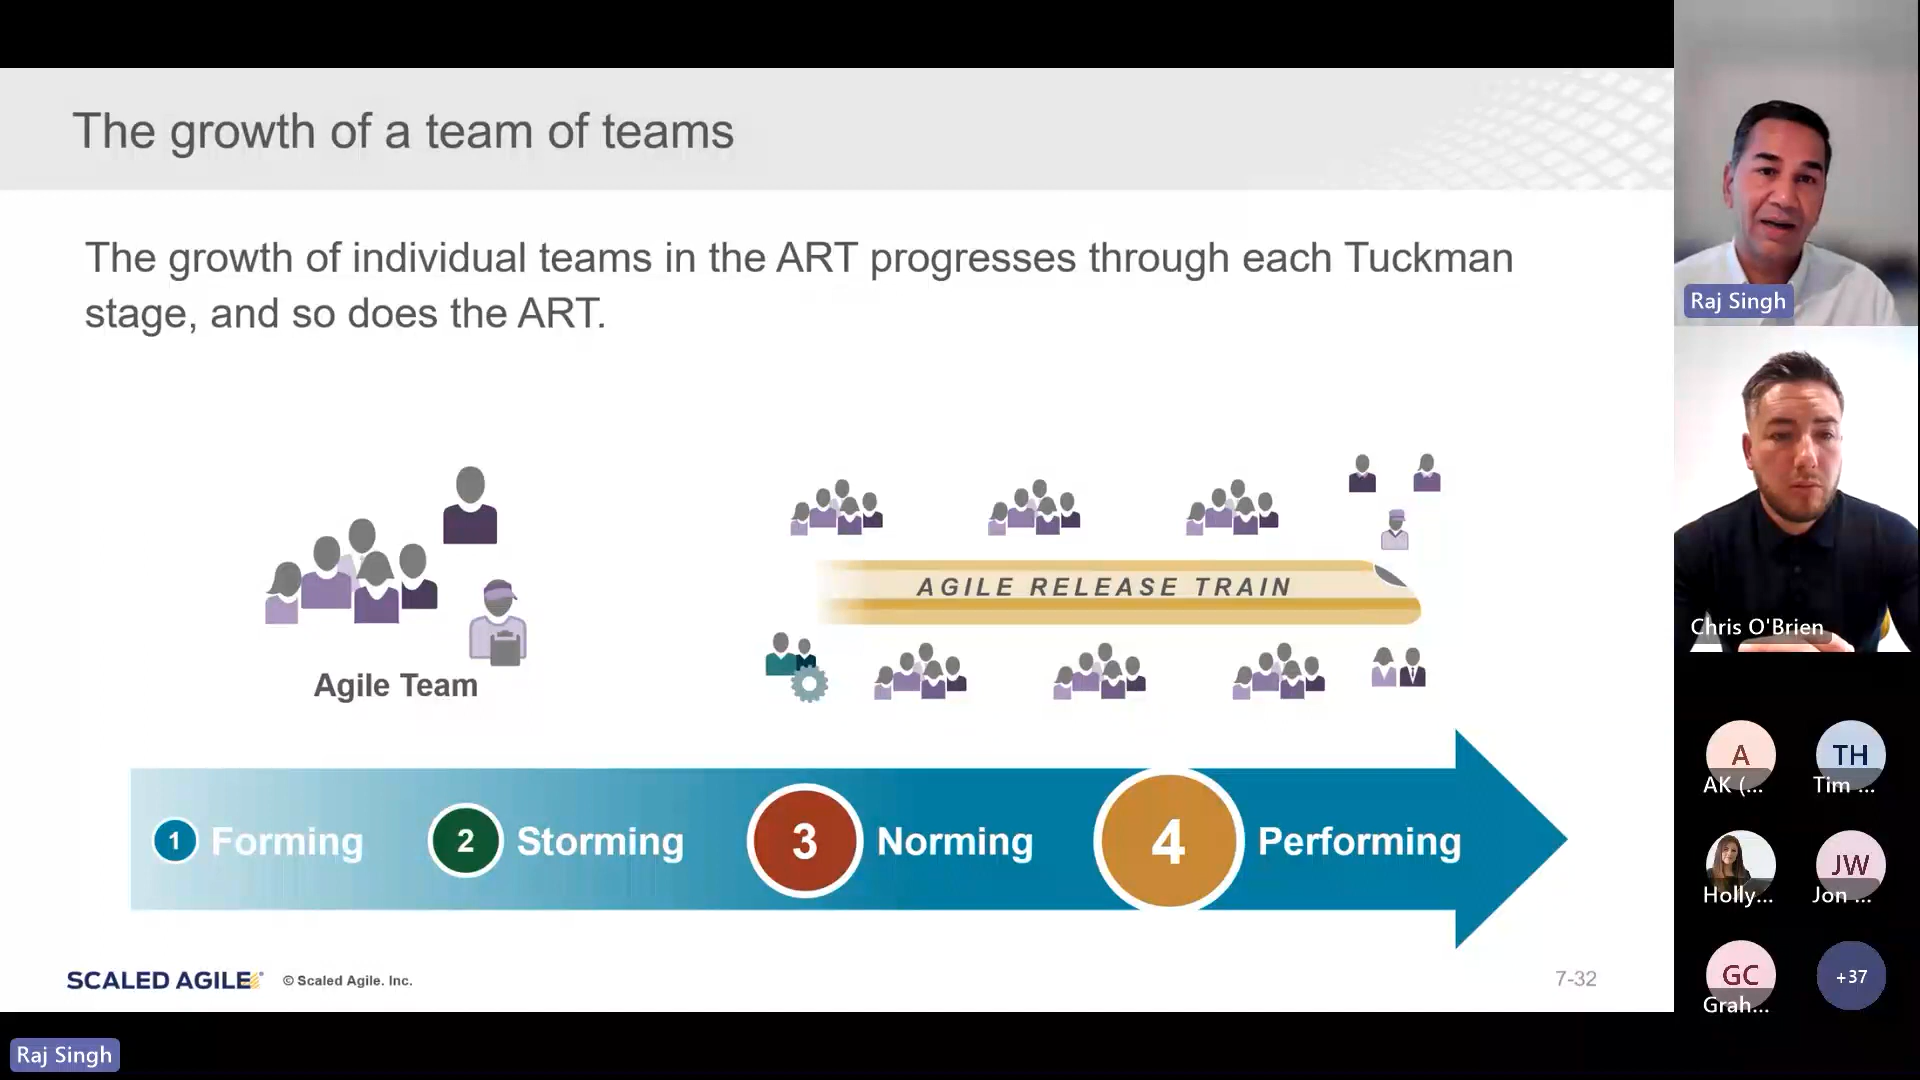 The growth of a team of teams
The growth of individual teams in the ART progresses through each Tuckman
stage, and so does the ART.
Agile Team
AGILE RELEASE TRAIN
1 Forming
2 Storming
3 Norming
4 Performing
SCALED AGILE®
© Scaled Agile. Inc.
7-32
Raj Singh
Chris O'Brien
A
AK (...
TH
Tim ...
Holly...
JW
Jon ...
GC
Grah...
+37
Raj Singh